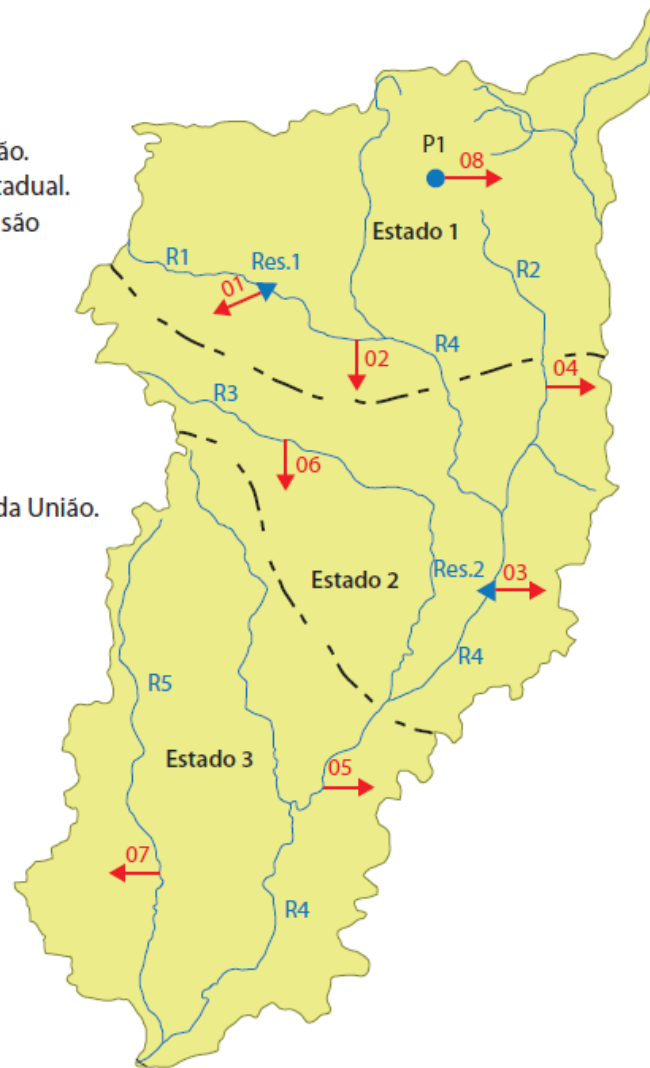 ão.
tadual.
são
P1
08
Estado 1
R1
Res.1
R2
01
02
R4
04
R3
06
da União.
Estado 2
Res.2
03
R4
R5
Estado 3
05
07
R4